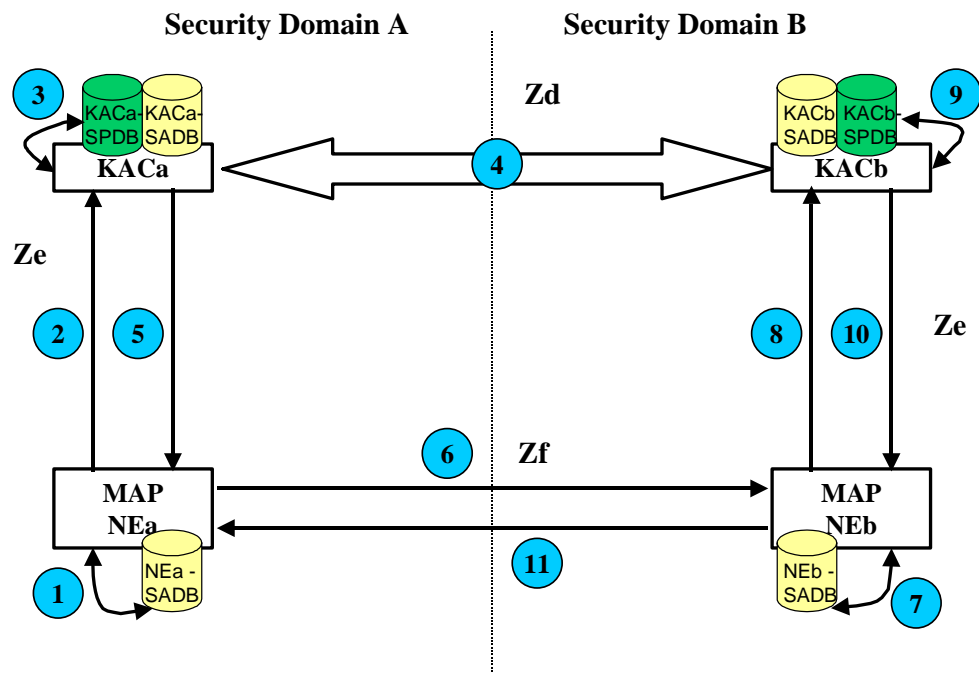 Security Domain A
Security Domain B
3
KACa-
SPDB
KACa-
SADB
Zd
KACb
SADB
KACb-
SPDB
9
KACa
4
KACb
Ze
2
5
8
10
Ze
6
Zf
MAP
NEa
MAP
NEb
1
NEa -
SADB
11
NEb -
SADB
7